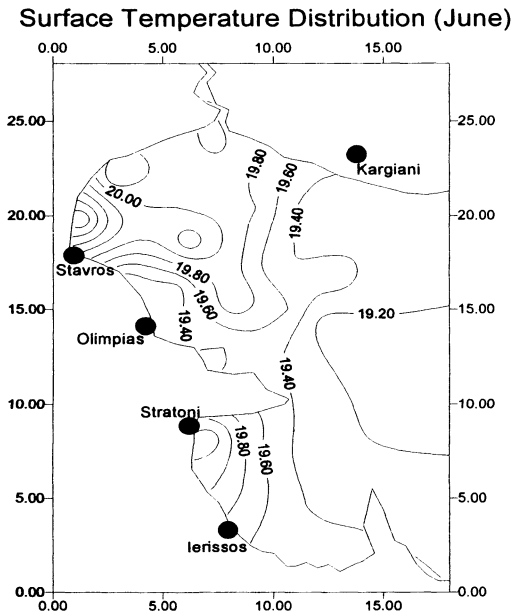 Surface Temperature Distribution (June)
0.00 5.00 10.00 15.00
25.00 25.00
Kargiani
19.80 19.60
20.00
19.40
20.00 20.00
Stavros
19.80
19.60
15.00 19.20 15.00
19.40
Olimpias
19.40
10.00 10.00
Stratoni
19.80 19.60
5.00 5.00
Ierissos
0.00 0.00
0.00 5.00 10.00 15.00